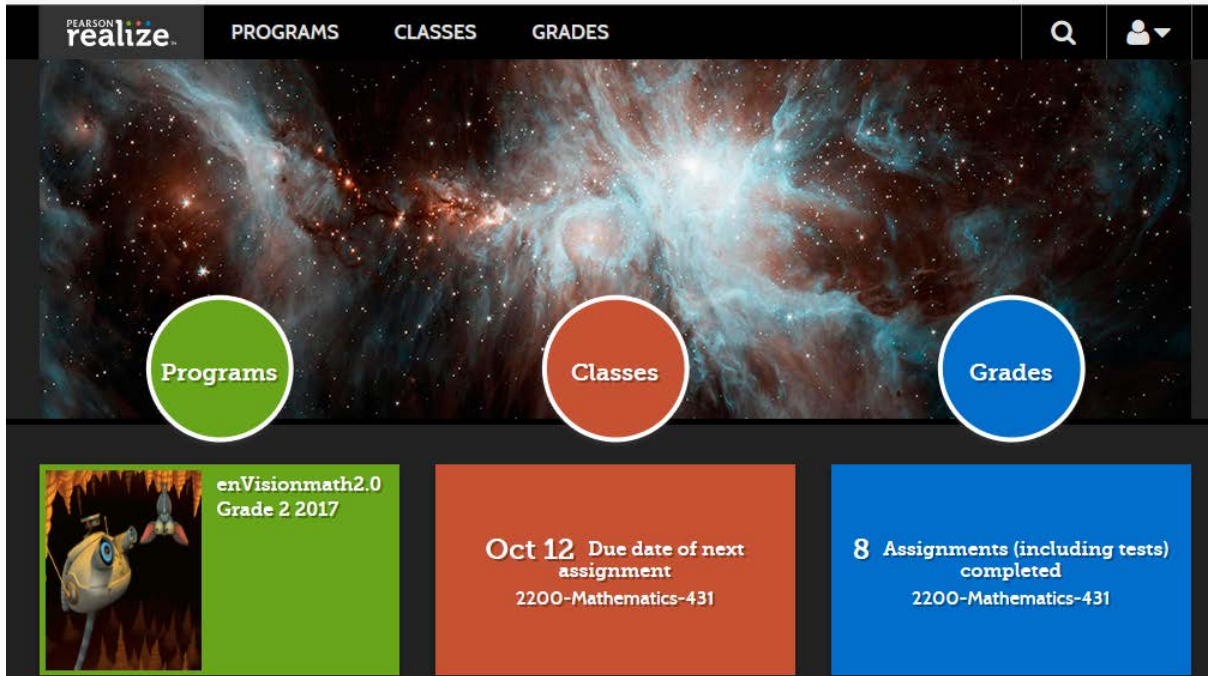 PEARSON
realize™
PROGRAMS CLASSES GRADES
Programs
Classes
Grades
enVisionmath2.0
Grade 2 2017
Oct 12 Due date of next
assignment
2200-Mathematics-431
8 Assignments (including tests)
completed
2200-Mathematics-431